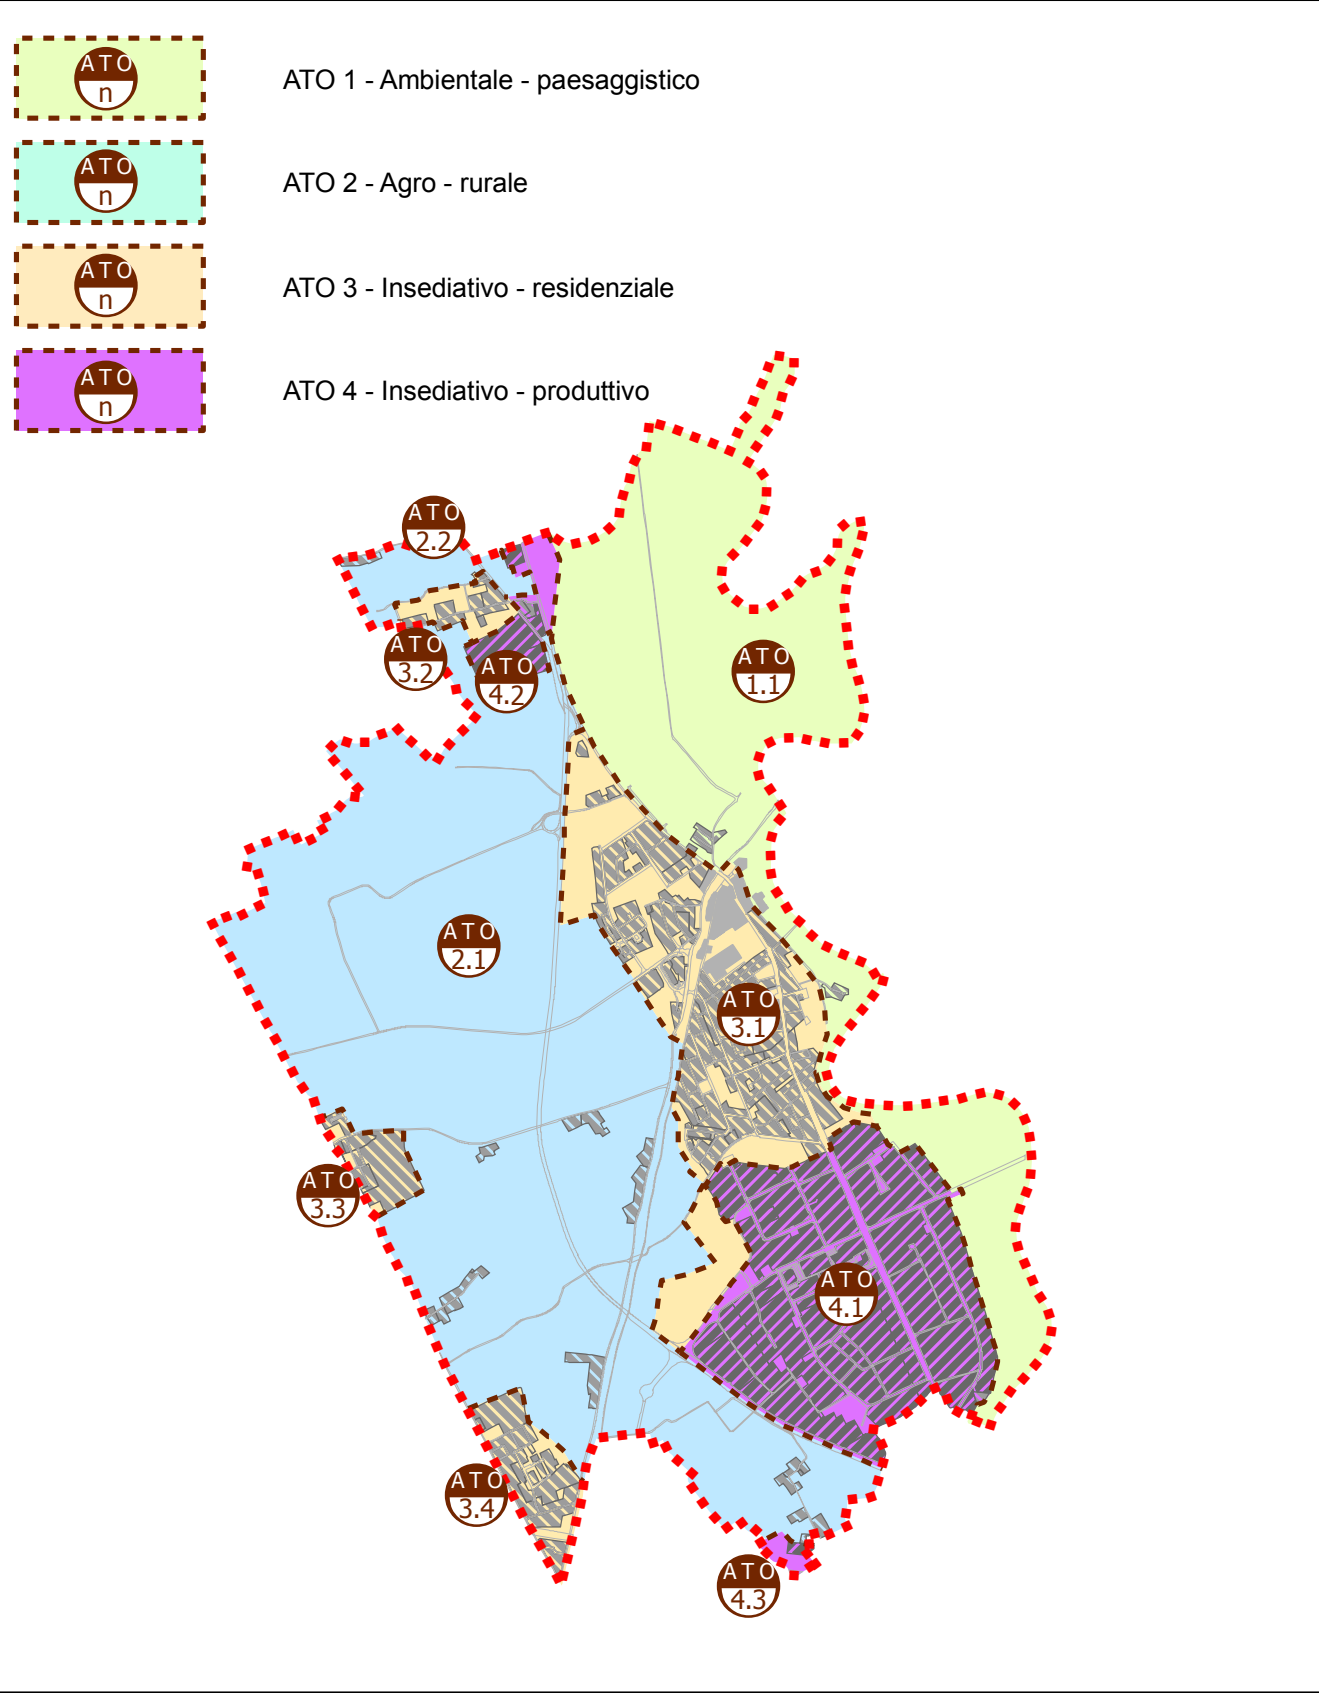 ATO
n
ATO 1 - Ambientale - paesaggistico
ATO
n
ATO 2 - Agro - rurale
ATO
n
ATO 3 - Insediativo - residenziale
ATO
n
ATO 4 - Insediativo - produttivo
ATO
2.2
ATO
3.2
ATO
4.2
ATO
1.1
ATO
2.1
ATO
3.1
ATO
3.3
ATO
4.1
ATO
3.4
ATO
4.3